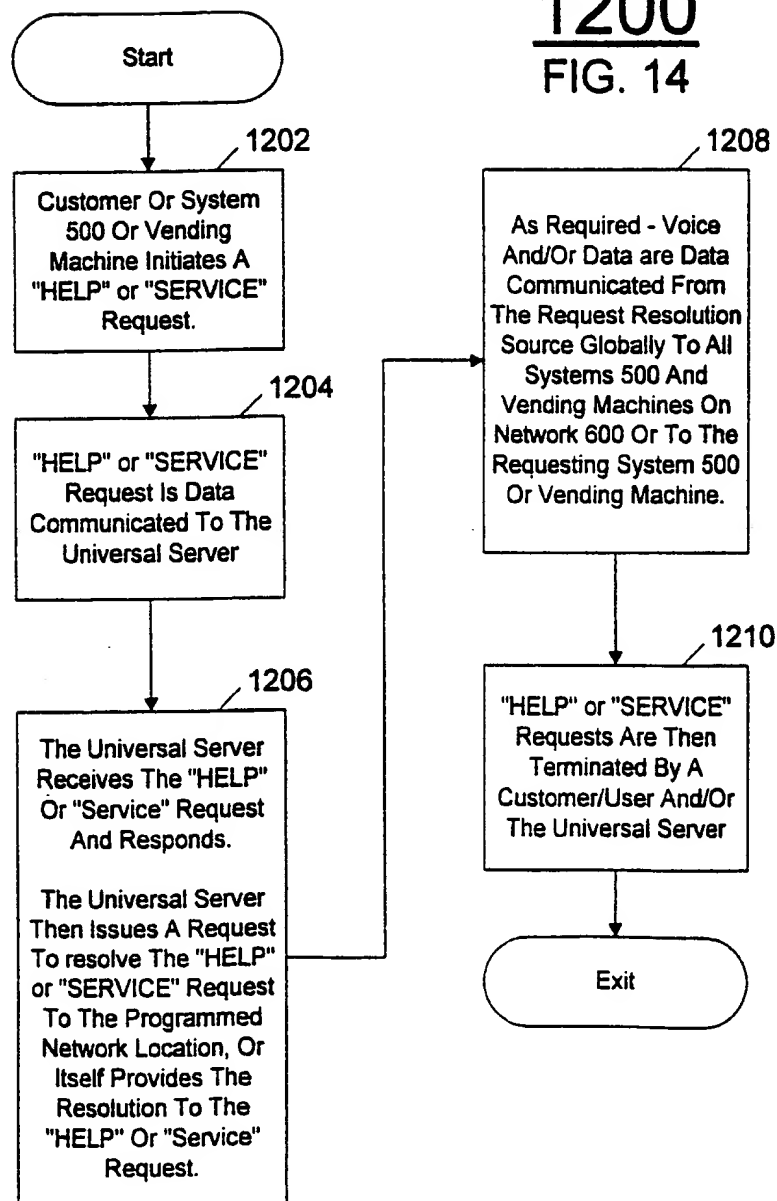 1200
FIG. 14
Start
1202
Customer Or System
500 Or Vending
Machine Initiates A
"HELP" or "SERVICE"
Request.
1204
"HELP" or "SERVICE"
Request Is Data
Communicated To The
Universal Server
1206
The Universal Server
Receives The "HELP"
Or "Service" Request
And Responds.
The Universal Server
Then Issues A Request
To resolve The "HELP"
or "SERVICE" Request
To The Programmed
Network Location, Or
Itself Provides The
Resolution To The
"HELP" Or "Service"
Request.
1208
As Required - Voice
And/Or Data are Data
Communicated From
The Request Resolution
Source Globally To All
Systems 500 And
Vending Machines On
Network 600 Or To The
Requesting System 500
Or Vending Machine.
1210
"HELP" or "SERVICE"
Requests Are Then
Terminated By A
Customer/User And/Or
The Universal Server
Exit